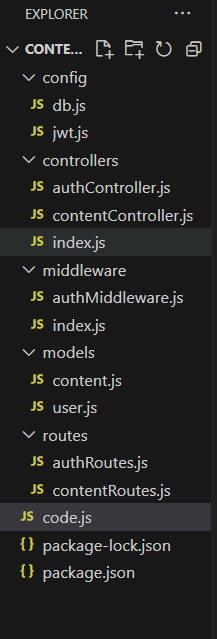 EXPLORER
CONTE...
config
JS db.js
JS jwt.js
controllers
JS authController.js
JS contentController.js
JS index.js
middleware
JS authMiddleware.js
JS index.js
models
JS content.js
JS user.js
routes
JS authRoutes.js
JS contentRoutes.js
JS code.js
{} package-lock.json
{} package.json